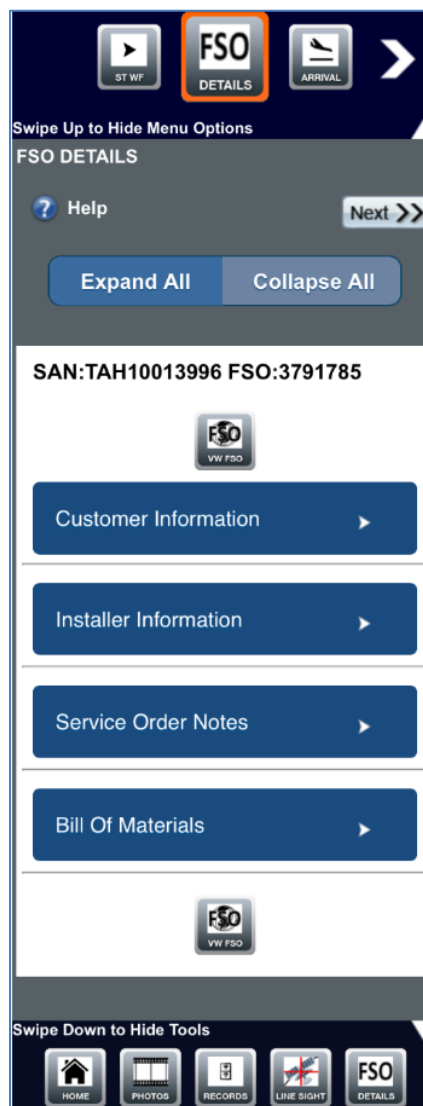 FSO
ST WF
DETAILS
ARRIVAL
Swipe Up to Hide Menu Options
FSO DETAILS
? Help
Next >>
Expand All
Collapse All
SAN:TAH10013996 FSO:3791785
FSO
VW FSO
Customer Information
Installer Information
Service Order Notes
Bill Of Materials
FSO
VW FSO
Swipe Down to Hide Tools
FSO
HOME
PHOTOS
RECORDS
LINE SIGHT
DETAILS